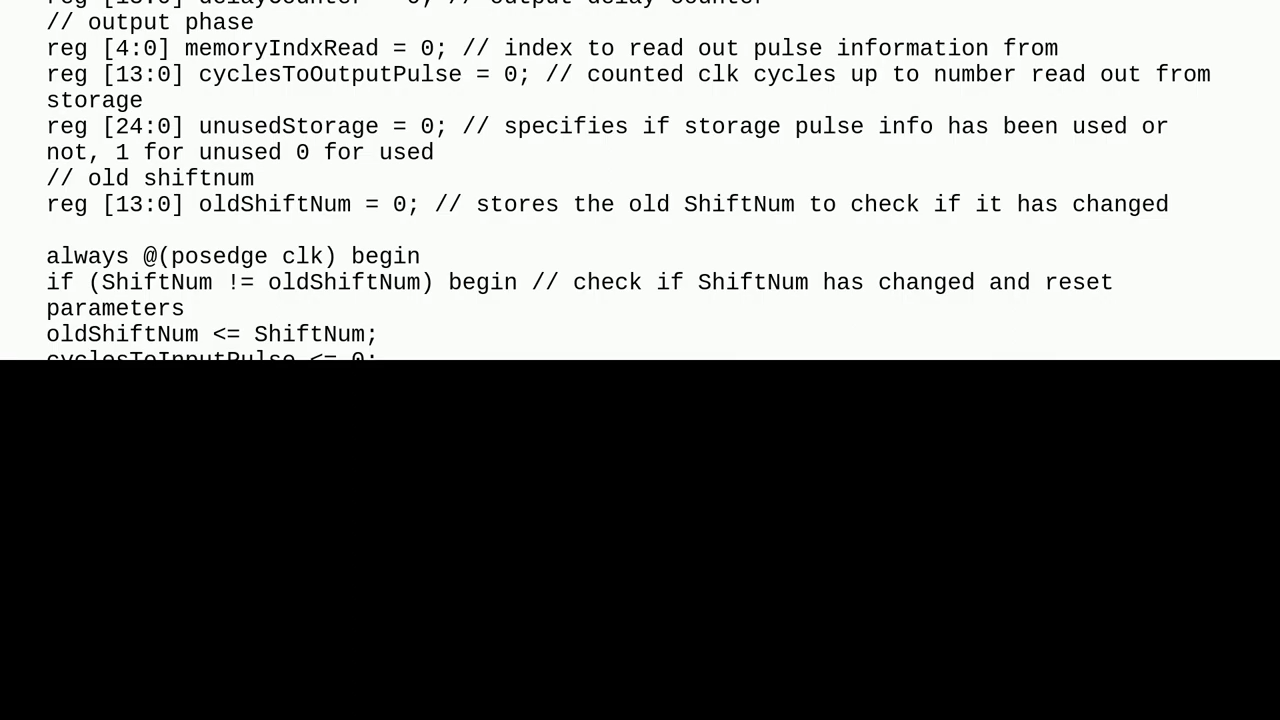 // output phase
reg [4:0] memoryIndxRead = 0; // index to read out pulse information from
reg [13:0] cyclesToOutputPulse = 0; // counted clk cycles up to number read out from
storage
reg [24:0] unusedStorage = 0; // specifies if storage pulse info has been used or
not, 1 for unused 0 for used
// old shiftnum
reg [13:0] oldShiftNum = 0; // stores the old ShiftNum to check if it has changed
always @(posedge clk) begin
if (ShiftNum != oldShiftNum) begin // check if ShiftNum has changed and reset
parameters
oldShiftNum <= ShiftNum;
cyclesToInputPulse <= 0;